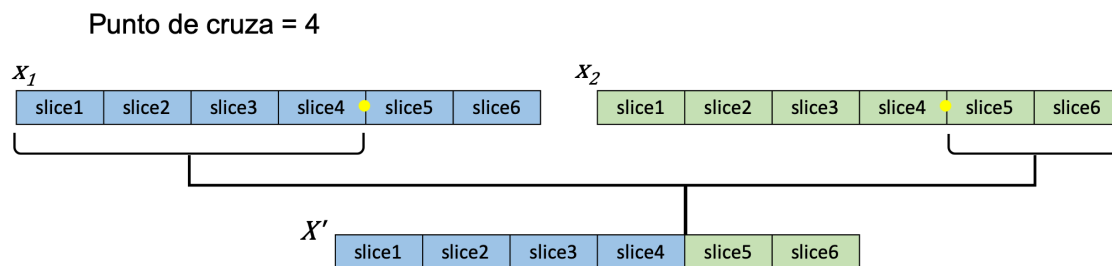 Punto de cruza = 4
x1 x2
slice1 slice2 slice3 slice4 slice5 slice6 slice1 slice2 slice3 slice4 slice5 slice6
X′ slice1 slice2 slice3 slice4 slice5 slice6